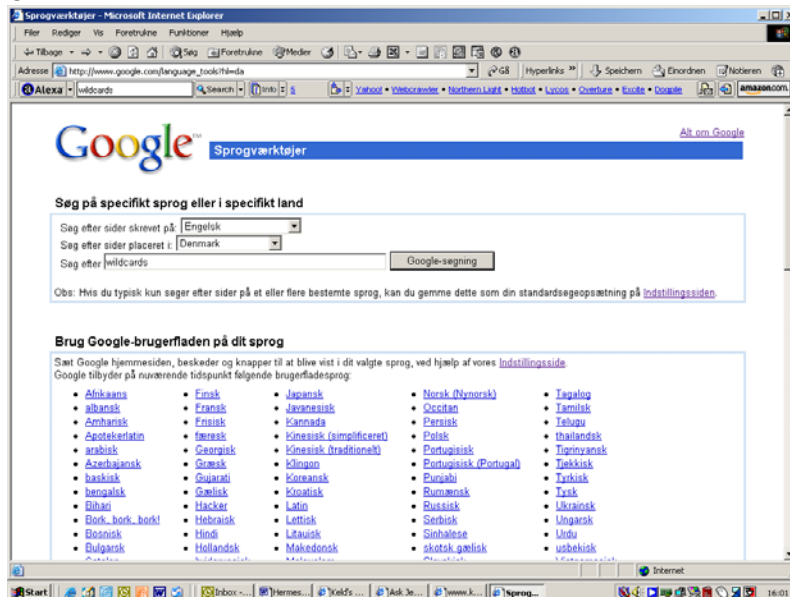 Sprogværktøjer - Microsoft Internet Explorer
Filer Rediger Vis Foretrukne Funktioner Hjælp
Tilbage Søg Foretrukne Medier
Adresse http://www.google.com/language_tools?hl=da Gå Hyperlinks » Speichern Einordnen Notieren
Alexa wildcards Search Info 5 Yahoo! • Webcrawler • Northern Light • Hotbot • Lycos • Overture • Excite • Dogpile amazon.com
Google™ Sprogværktøjer Alt om Google
Søg på specifikt sprog eller i specifikt land
Søg efter sider skrevet på: Engelsk
Søg efter sider placeret i: Denmark
Søg efter wildcards Google-søgning
Obs: Hvis du typisk kun søger efter sider på et eller flere bestemte sprog, kan du gemme dette som din standardsøgeopsætning på Indstillingssiden.
Brug Google-brugerfladen på dit sprog
Sæt Google hjemmesiden, beskeder og knapper til at blive vist i dit valgte sprog, ved hjælp af vores Indstillingsside.
Google tilbyder på nuværende tidspunkt følgende brugerfladesprog:
• Afrikaans • Finsk • Japansk • Norsk (Nynorsk) • Tagalog
• albansk • Fransk • Javanesisk • Occitan • Tamilsk
• Amharisk • Frisisk • Kannada • Persisk • Telugu
• Apotekerlatin • færøsk • Kinesisk (simplificeret) • Polsk • thailandsk
• arabisk • Georgisk • Kinesisk (traditionelt) • Portugisisk • Tigrinyansk
• Azerbajansk • Græsk • Klingon • Portugisisk (Portugal) • Tjekkisk
• baskisk • Gujarati • Koreansk • Punjabi • Tyrkisk
• bengalsk • Gælisk • Kroatisk • Rumænsk • Tysk
• Bihari • Hacker • Latin • Russisk • Ukrainsk
• Bork, bork, bork! • Hebraisk • Lettisk • Serbisk • Ungarsk
• Bosnisk • Hindi • Litauisk • Sinhalese • Urdu
• Bulgarsk • Hollandsk • Makedonsk • skotsk gælisk • usbekisk
Internet
Start Inbox -... Hermes... Keld's ... Ask Je... www.k... Sprog... 16:01